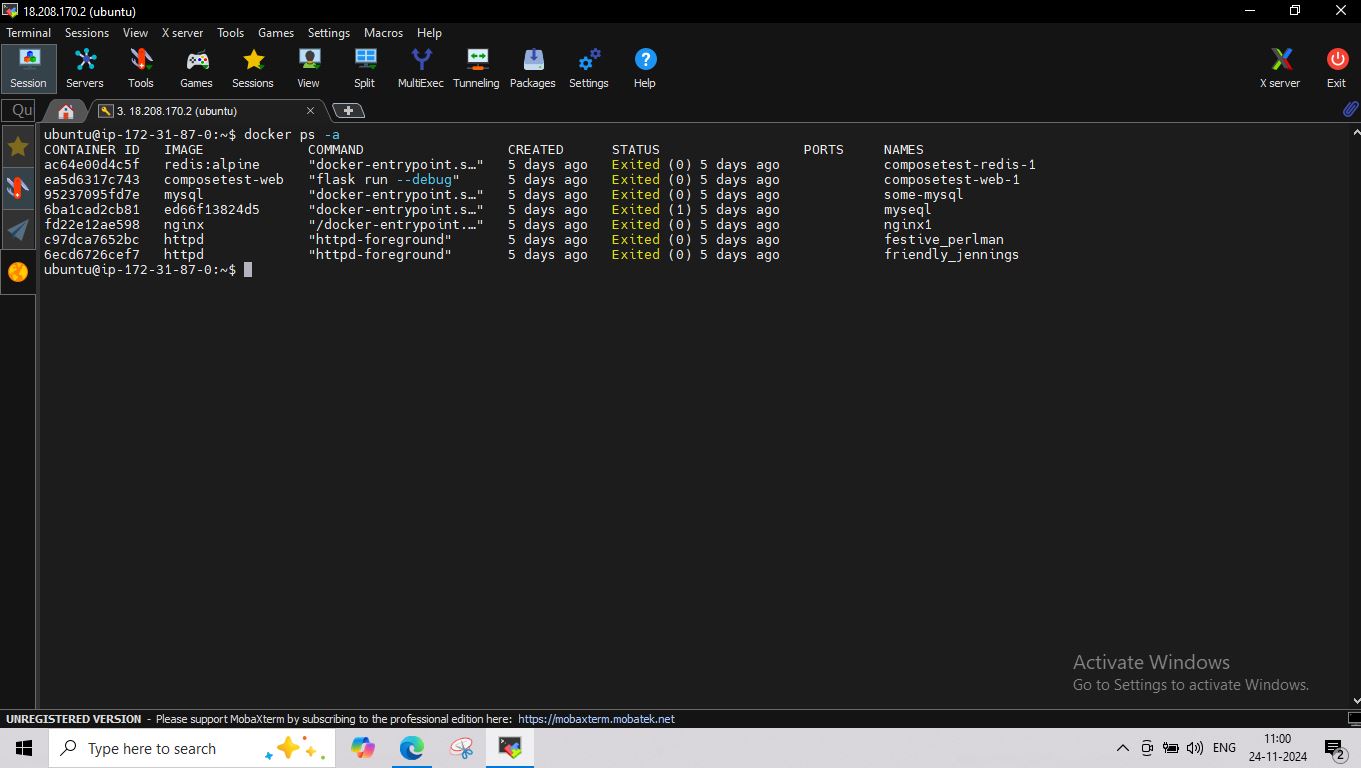 18.208.170.2 (ubuntu)
Terminal Sessions View X server Tools Games Settings Macros Help
Session Servers Tools Games Sessions View Split MultiExec Tunneling Packages Settings Help X server Exit
Qu 3. 18.208.170.2 (ubuntu)
ubuntu@ip-172-31-87-0:~$ docker ps -a
CONTAINER ID IMAGE COMMAND CREATED STATUS PORTS NAMES
ac64e00d4c5f redis:alpine "docker-entrypoint.s…" 5 days ago Exited (0) 5 days ago composetest-redis-1
ea5d6317c743 composetest-web "flask run --debug" 5 days ago Exited (0) 5 days ago composetest-web-1
95237095fd7e mysql "docker-entrypoint.s…" 5 days ago Exited (0) 5 days ago some-mysql
6ba1cad2cb81 ed66f13824d5 "docker-entrypoint.s…" 5 days ago Exited (1) 5 days ago myseql
fd22e12ae598 nginx "/docker-entrypoint.…" 5 days ago Exited (0) 5 days ago nginx1
c97dca7652bc httpd "httpd-foreground" 5 days ago Exited (0) 5 days ago festive_perlman
6ecd6726cef7 httpd "httpd-foreground" 5 days ago Exited (0) 5 days ago friendly_jennings
ubuntu@ip-172-31-87-0:~$
Activate Windows
Go to Settings to activate Windows.
UNREGISTERED VERSION - Please support MobaXterm by subscribing to the professional edition here: https://mobaxterm.mobatek.net
Type here to search
ENG
11:00
24-11-2024
2